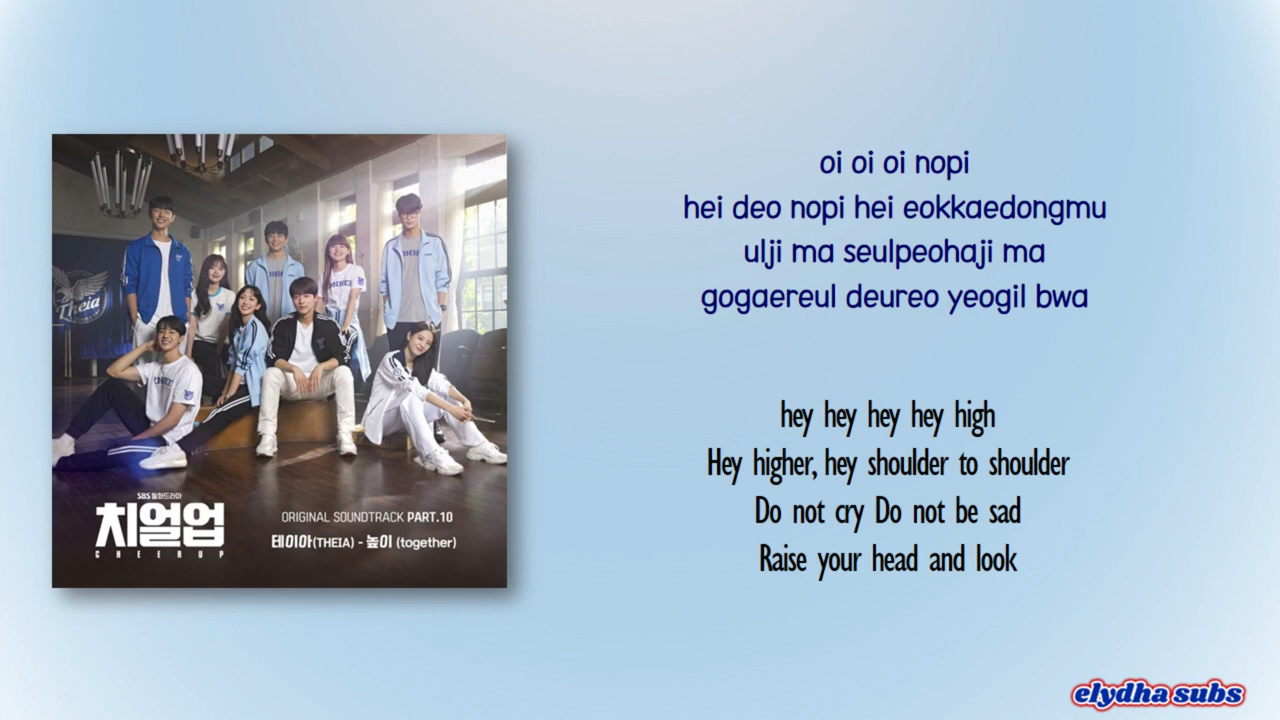 Theia
SBS 월화드라마
치얼업
CHEER UP
ORIGINAL SOUNDTRACK PART.10
테이아(THEIA) - 높이 (together)
oi oi oi nopi
hei deo nopi hei eokkaedongmu
ulji ma seulpeohaji ma
gogaereul deureo yeogil bwa
hey hey hey hey high
Hey higher, hey shoulder to shoulder
Do not cry Do not be sad
Raise your head and look
elydha subs